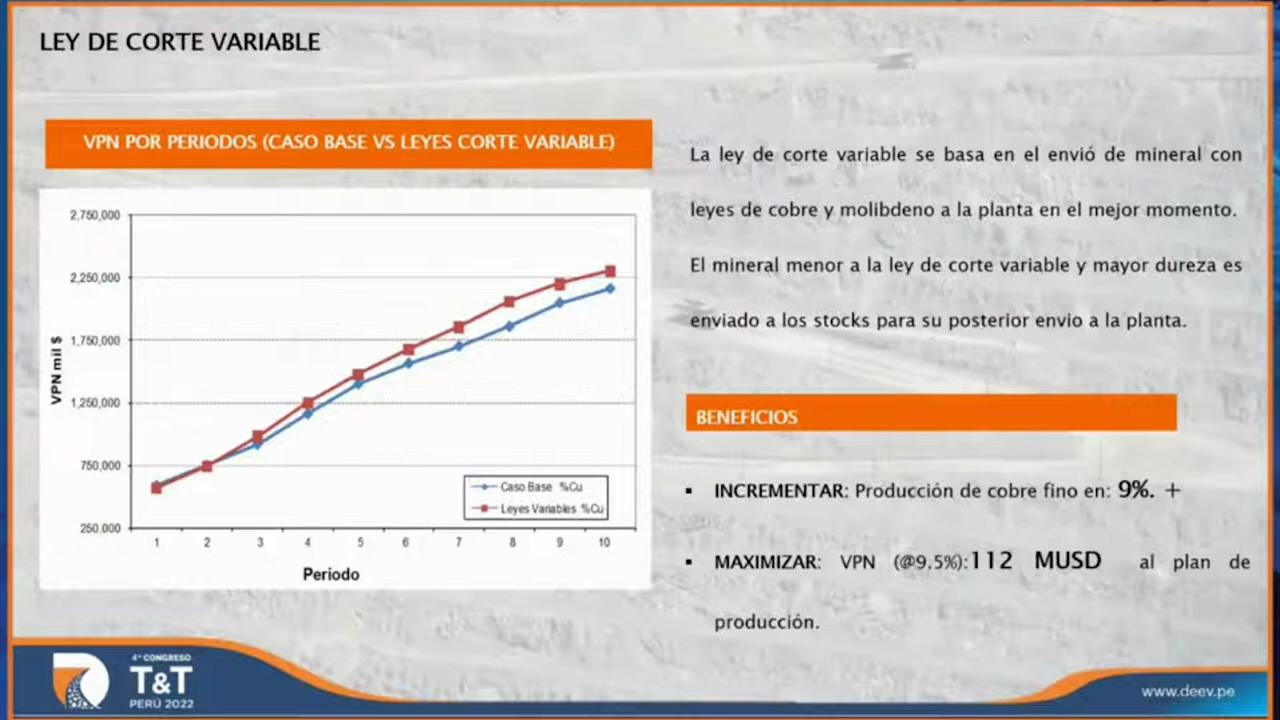 LEY DE CORTE VARIABLE
VPN POR PERIODOS (CASO BASE VS LEYES CORTE VARIABLE)
2,750,000
2,250,000
1,750,000
1,250,000
750,000
250.000
VPN mil $
1 2 3 4 5 6 7 8 9 10
Periodo
Caso Base %Cu
Leyes Variables %Cu
La ley de corte variable se basa en el envió de mineral con
leyes de cobre y molibdeno a la planta en el mejor momento.
El mineral menor a la ley de corte variable y mayor dureza es
enviado a los stocks para su posterior envio a la planta.
BENEFICIOS
▪ INCREMENTAR: Producción de cobre fino en: 9%. +
▪ MAXIMIZAR: VPN (@9.5%):112 MUSD al plan de
producción.
4° CONGRESO
T&T
PERÚ 2022
www.deev.pe